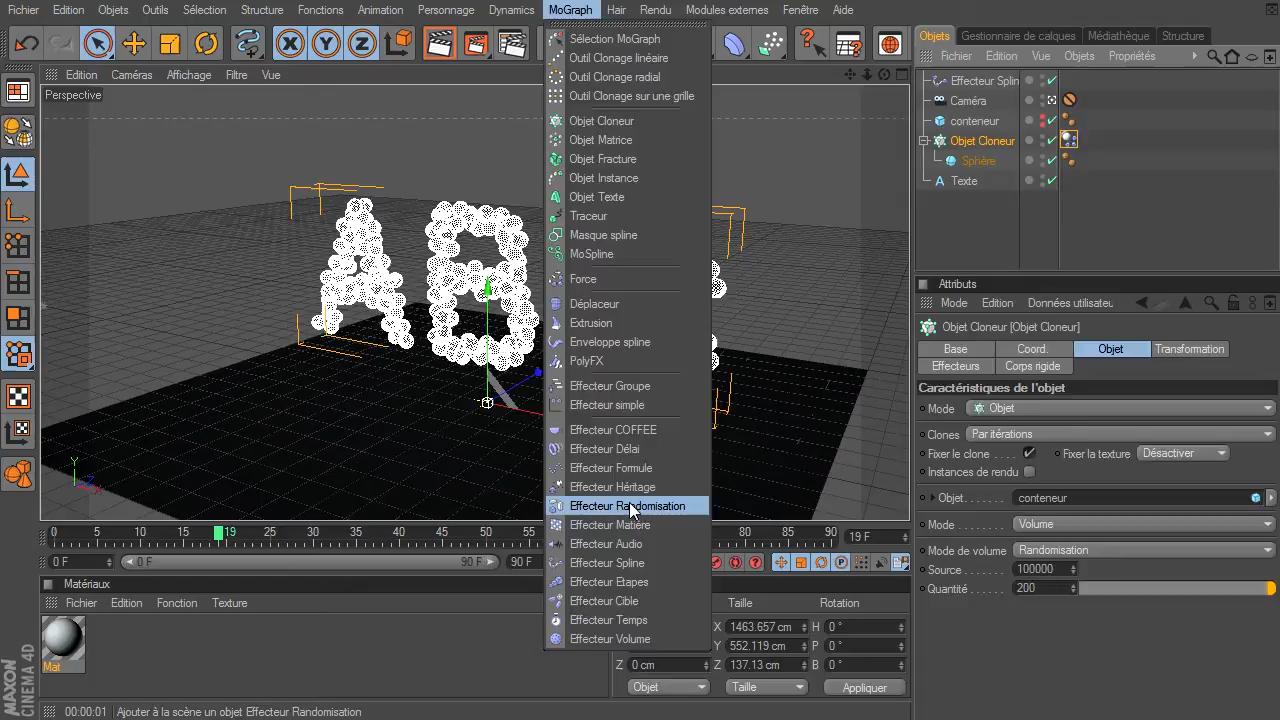 Fichier Edition Objets Outils Sélection Structure Fonctions Animation Personnage Dynamics MoGraph Hair Rendu Modules externes Fenêtre Aide
Edition Caméras Affichage Filtre Vue
Perspective
Sélection MoGraph
Outil Clonage linéaire
Outil Clonage radial
Outil Clonage sur une grille
Objet Cloneur
Objet Matrice
Objet Fracture
Objet Instance
Objet Texte
Traceur
Masque spline
MoSpline
Force
Déplaceur
Extrusion
Enveloppe spline
PolyFX
Effecteur Groupe
Effecteur simple
Effecteur COFFEE
Effecteur Délai
Effecteur Formule
Effecteur Héritage
Effecteur Randomisation
Effecteur Matière
Effecteur Audio
Effecteur Spline
Effecteur Etapes
Effecteur Cible
Effecteur Temps
Effecteur Volume
Objets Gestionnaire de calques Médiathèque Structure
Fichier Edition Vue Objets Propriétés
Effecteur Splin
Caméra
conteneur
Objet Cloneur
Sphère
Texte
Attributs
Mode Edition Données utilisateu
Objet Cloneur [Objet Cloneur]
Base Coord. Objet Transformation
Effecteurs Corps rigide
Caractéristiques de l'objet
Mode Objet
Clones Par itérations
Fixer le clone Fixer la texture Désactiver
Instances de rendu
Objet conteneur
Mode Volume
Mode de volume Randomisation
Source 100000
Quantité 200
0 5 10 15 19 25 30 35 40 45 50 55 75 80 85 90 19 F
0 F 0 F 90 F 90 F
Matériaux
Fichier Edition Fonction Texture
Mat
Taille Rotation
X 1463.657 cm H 0 °
Y 552.119 cm P 0 °
Z 0 cm Z 137.13 cm B 0 °
Objet Taille Appliquer
00:00:01 Ajouter à la scène un objet Effecteur Randomisation
X Y Z
Y Z X
MAXON
CINEMA 4D